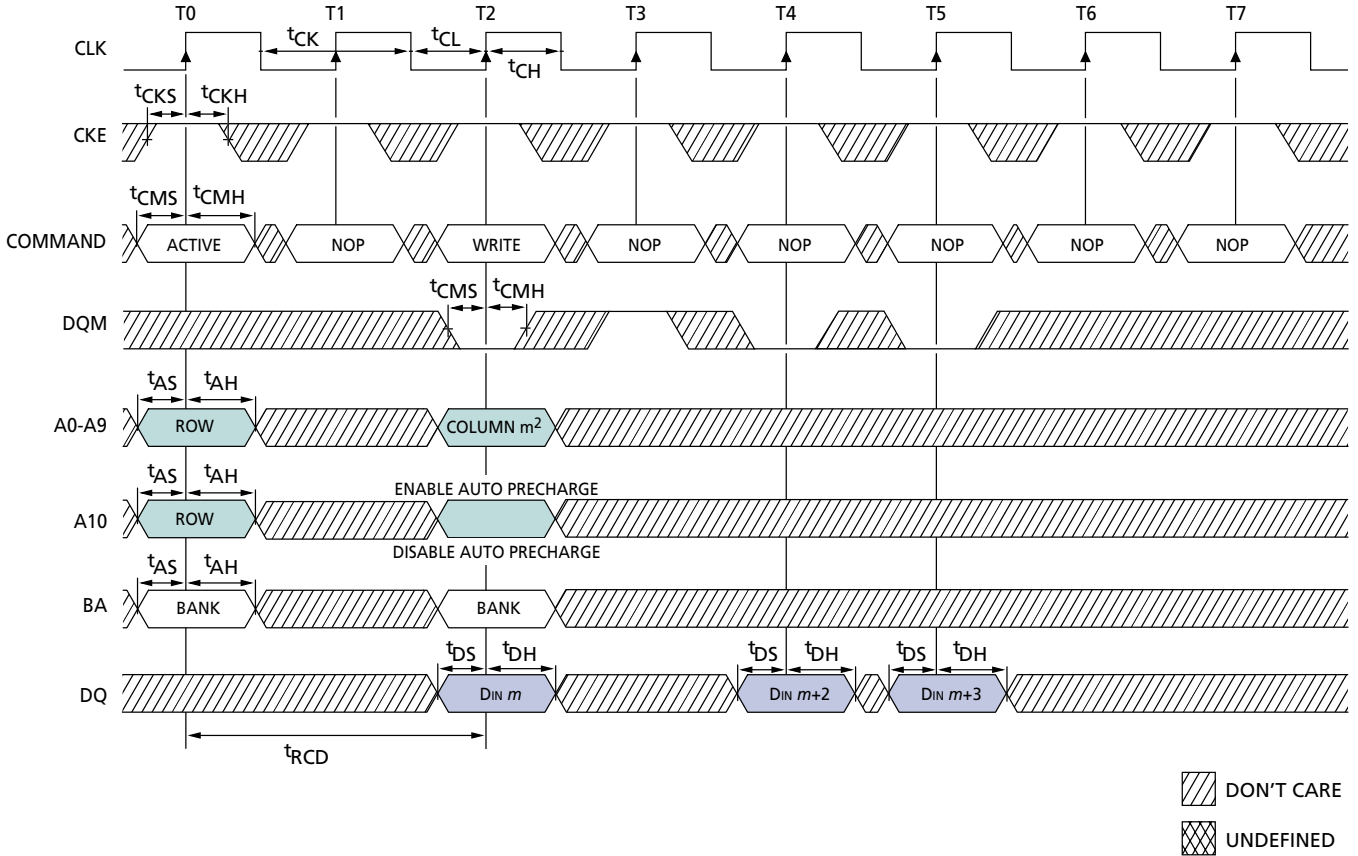 T0 T1 T2 T3 T4 T5 T6 T7
CLK tCK tCL
tCH
tCKS tCKH
CKE
tCMS tCMH
COMMAND ACTIVE NOP WRITE NOP NOP NOP NOP NOP
tCMS tCMH
DQM
tAS tAH
A0-A9 ROW COLUMN m²
tAS tAH ENABLE AUTO PRECHARGE
A10 ROW
DISABLE AUTO PRECHARGE
tAS tAH
BA BANK BANK
tDS tDH tDS tDH tDS tDH
DQ DIN m DIN m+2 DIN m+3
tRCD
DON'T CARE
UNDEFINED